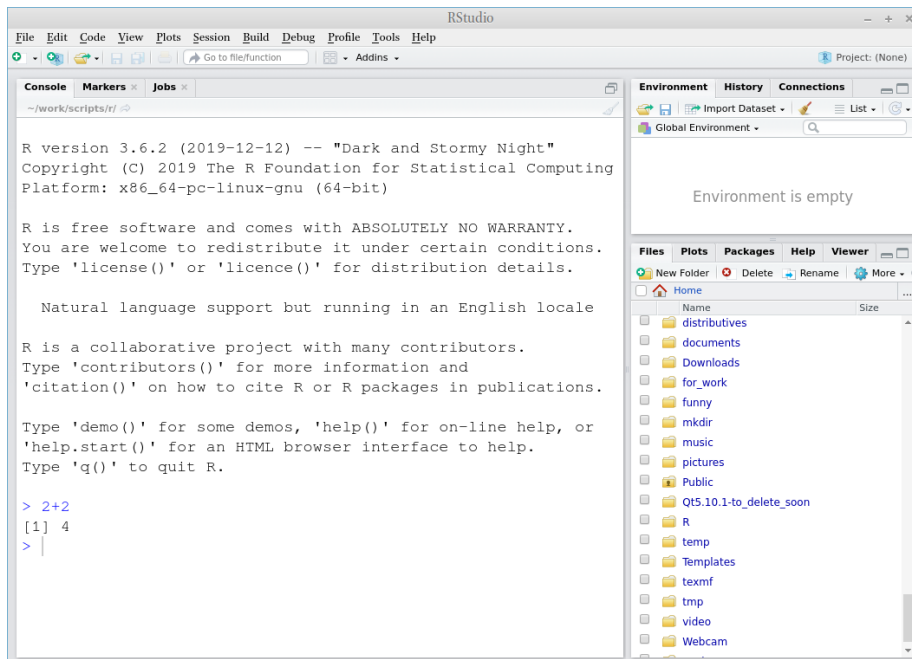 RStudio
File Edit Code View Plots Session Build Debug Profile Tools Help
Go to file/function Addins Project: (None)
Console Markers Jobs
~/work/scripts/r/
R version 3.6.2 (2019-12-12) -- "Dark and Stormy Night"
Copyright (C) 2019 The R Foundation for Statistical Computing
Platform: x86_64-pc-linux-gnu (64-bit)
R is free software and comes with ABSOLUTELY NO WARRANTY.
You are welcome to redistribute it under certain conditions.
Type 'license()' or 'licence()' for distribution details.
Natural language support but running in an English locale
R is a collaborative project with many contributors.
Type 'contributors()' for more information and
'citation()' on how to cite R or R packages in publications.
Type 'demo()' for some demos, 'help()' for on-line help, or
'help.start()' for an HTML browser interface to help.
Type 'q()' to quit R.
> 2+2
[1] 4
>
Environment History Connections
Import Dataset List
Global Environment
Environment is empty
Files Plots Packages Help Viewer
New Folder Delete Rename More
Home ...
Name Size
distributives
documents
Downloads
for_work
funny
mkdir
music
pictures
Public
Qt5.10.1-to_delete_soon
R
temp
Templates
texmf
tmp
video
Webcam